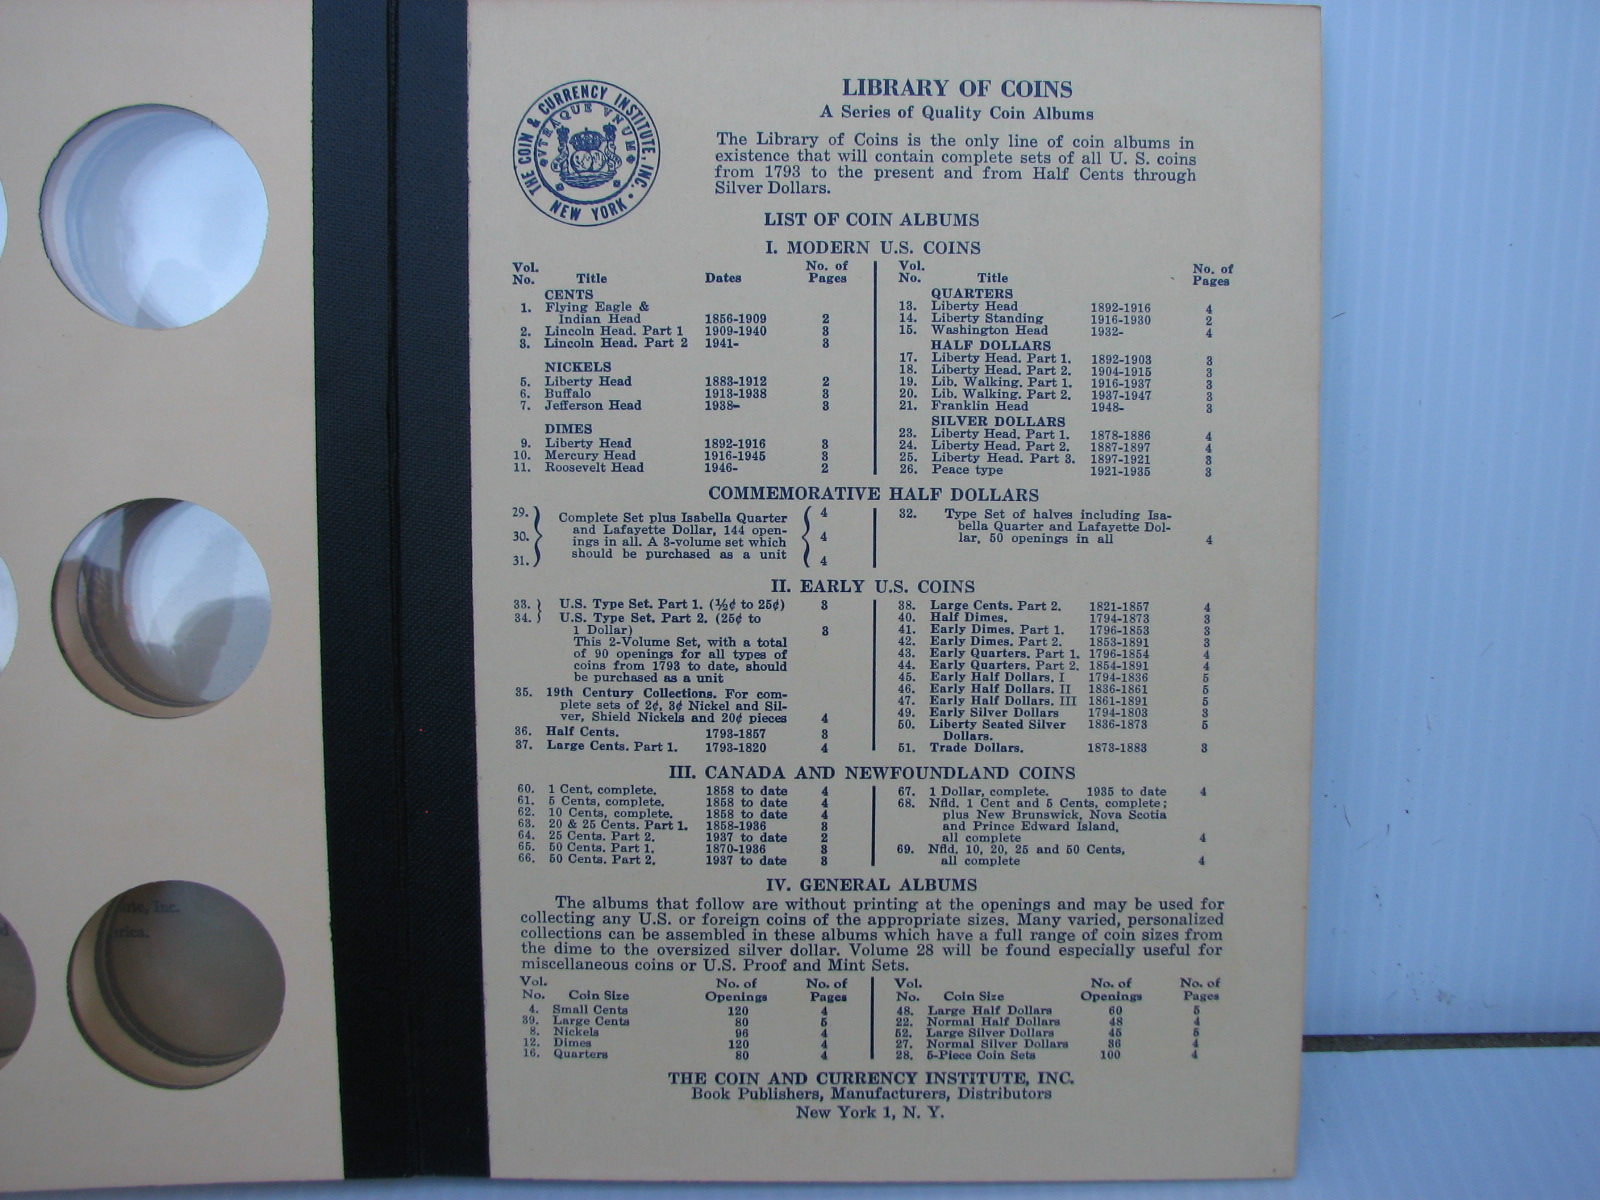 THE COIN & CURRENCY INSTITUTE, INC.
NEW YORK
VTRAQUE VNUM
LIBRARY OF COINS
A Series of Quality Coin Albums
The Library of Coins is the only line of coin albums in
existence that will contain complete sets of all U. S. coins
from 1793 to the present and from Half Cents through
Silver Dollars.
LIST OF COIN ALBUMS
I. MODERN U.S. COINS
Vol. No. Title Dates No. of Pages
CENTS
1. Flying Eagle &
Indian Head 1856-1909 2
2. Lincoln Head. Part 1 1909-1940 3
3. Lincoln Head. Part 2 1941- 3
NICKELS
5. Liberty Head 1883-1912 2
6. Buffalo 1913-1938 3
7. Jefferson Head 1938- 3
DIMES
9. Liberty Head 1892-1916 3
10. Mercury Head 1916-1945 3
11. Roosevelt Head 1946- 2
Vol. No. Title No. of Pages
QUARTERS
13. Liberty Head 1892-1916 4
14. Liberty Standing 1916-1930 2
15. Washington Head 1932- 4
HALF DOLLARS
17. Liberty Head. Part 1. 1892-1903 3
18. Liberty Head. Part 2. 1904-1915 3
19. Lib. Walking. Part 1. 1916-1937 3
20. Lib. Walking. Part 2. 1937-1947 3
21. Franklin Head 1948- 3
SILVER DOLLARS
23. Liberty Head. Part 1. 1878-1886 4
24. Liberty Head. Part 2. 1887-1897 4
25. Liberty Head. Part 3. 1897-1921 3
26. Peace type 1921-1935 3
COMMEMORATIVE HALF DOLLARS
29. 30. 31.
Complete Set plus Isabella Quarter
and Lafayette Dollar, 144 open-
ings in all. A 3-volume set which
should be purchased as a unit
4 4 4
32. Type Set of halves including Isa-
bella Quarter and Lafayette Dol-
lar, 50 openings in all 4
II. EARLY U.S. COINS
33. U.S. Type Set. Part 1. (½¢ to 25¢) 3
34. U.S. Type Set. Part 2. (25¢ to
1 Dollar) 3
This 2-Volume Set, with a total
of 90 openings for all types of
coins from 1793 to date, should
be purchased as a unit
35. 19th Century Collections. For com-
plete sets of 2¢, 3¢ Nickel and Sil-
ver, Shield Nickels and 20¢ pieces 4
36. Half Cents. 1793-1857 3
37. Large Cents. Part 1. 1793-1820 4
38. Large Cents. Part 2. 1821-1857 4
40. Half Dimes. 1794-1873 3
41. Early Dimes. Part 1. 1796-1853 3
42. Early Dimes. Part 2. 1853-1891 3
43. Early Quarters. Part 1. 1796-1854 4
44. Early Quarters. Part 2. 1854-1891 4
45. Early Half Dollars. I 1794-1836 5
46. Early Half Dollars. II 1836-1861 5
47. Early Half Dollars. III 1861-1891 5
49. Early Silver Dollars 1794-1803 3
50. Liberty Seated Silver 1836-1873 5
Dollars.
51. Trade Dollars. 1873-1883 3
III. CANADA AND NEWFOUNDLAND COINS
60. 1 Cent, complete. 1858 to date 4
61. 5 Cents, complete. 1858 to date 4
62. 10 Cents, complete. 1858 to date 4
63. 20 & 25 Cents. Part 1. 1858-1936 3
64. 25 Cents. Part 2. 1937 to date 2
65. 50 Cents. Part 1. 1870-1936 3
66. 50 Cents. Part 2. 1937 to date 3
67. 1 Dollar, complete. 1935 to date 4
68. Nfld. 1 Cent and 5 Cents, complete;
plus New Brunswick, Nova Scotia
and Prince Edward Island,
all complete 4
69. Nfld. 10, 20, 25 and 50 Cents,
all complete 4
IV. GENERAL ALBUMS
The albums that follow are without printing at the openings and may be used for
collecting any U.S. or foreign coins of the appropriate sizes. Many varied, personalized
collections can be assembled in these albums which have a full range of coin sizes from
the dime to the oversized silver dollar. Volume 28 will be found especially useful for
miscellaneous coins or U.S. Proof and Mint Sets.
Vol. No. Coin Size No. of Openings No. of Pages
4. Small Cents 120 4
39. Large Cents 80 5
8. Nickels 96 4
12. Dimes 120 4
16. Quarters 80 4
Vol. No. Coin Size No. of Openings No. of Pages
48. Large Half Dollars 60 5
22. Normal Half Dollars 48 4
52. Large Silver Dollars 45 5
27. Normal Silver Dollars 36 4
28. 5-Piece Coin Sets 100 4
THE COIN AND CURRENCY INSTITUTE, INC.
Book Publishers, Manufacturers, Distributors
New York 1, N. Y.